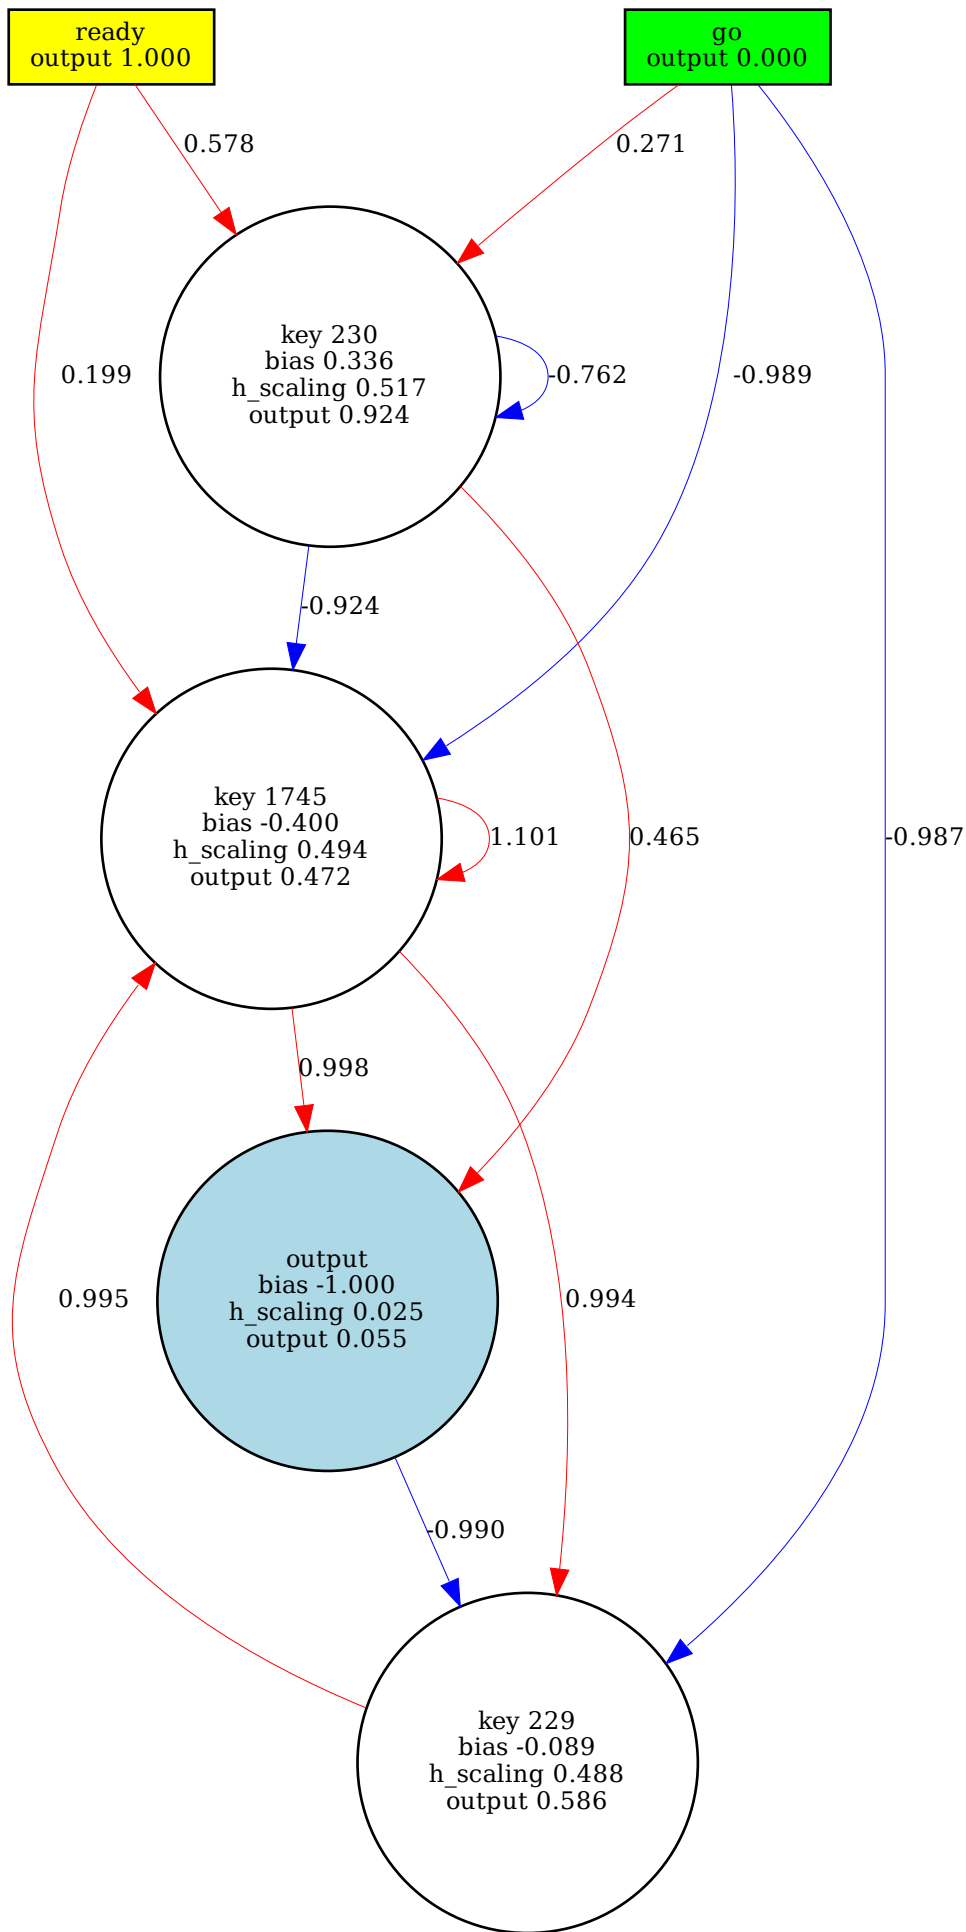 ready
output 1.000
go
output 0.000
0.578
0.271
key 230
bias 0.336
h_scaling 0.517
output 0.924
0.199
-0.762
-0.989
-0.924
key 1745
bias -0.400
h_scaling 0.494
output 0.472
1.101
0.465
-0.987
0.998
output
bias -1.000
h_scaling 0.025
output 0.055
0.995
0.994
-0.990
key 229
bias -0.089
h_scaling 0.488
output 0.586